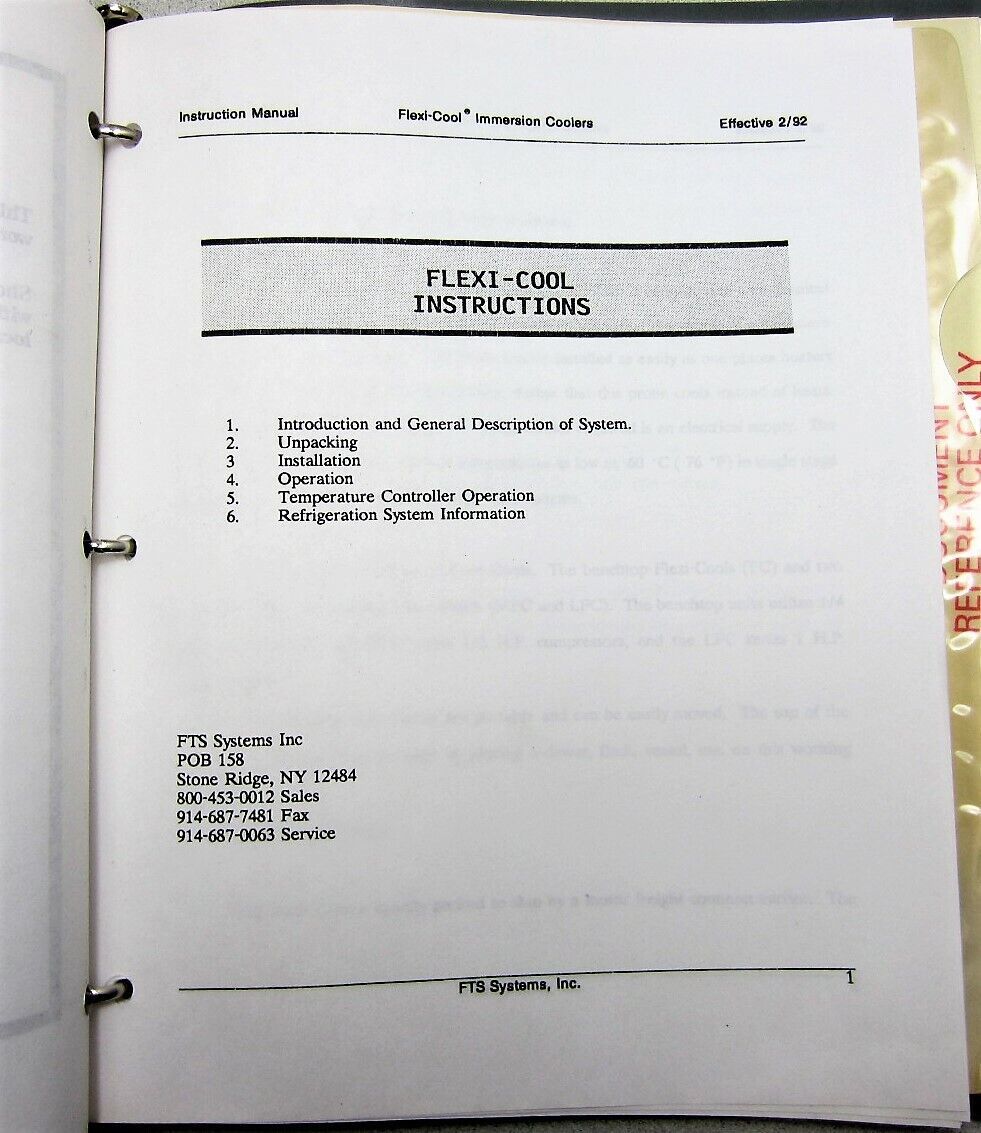 Instruction Manual Flexi-Cool® Immersion Coolers Effective 2/92
FLEXI-COOL
INSTRUCTIONS
1. Introduction and General Description of System.
2. Unpacking
3 Installation
4. Operation
5. Temperature Controller Operation
6. Refrigeration System Information
FTS Systems Inc
POB 158
Stone Ridge, NY 12484
800-453-0012 Sales
914-687-7481 Fax
914-687-0063 Service
FTS Systems, Inc. 1
REFERENCE ONLY